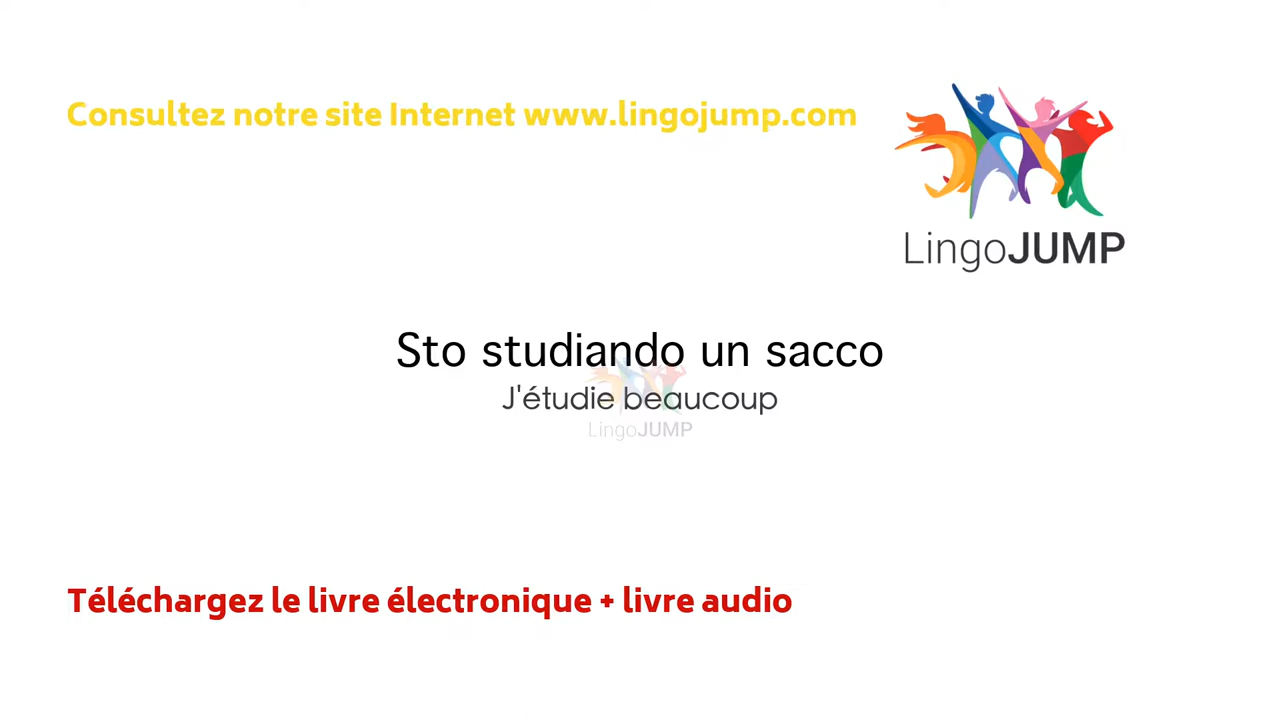 Consultez notre site Internet www.lingojump.com
LingoJUMP
Sto studiando un sacco
J'étudie beaucoup
LingoJUMP
Téléchargez le livre électronique + livre audio